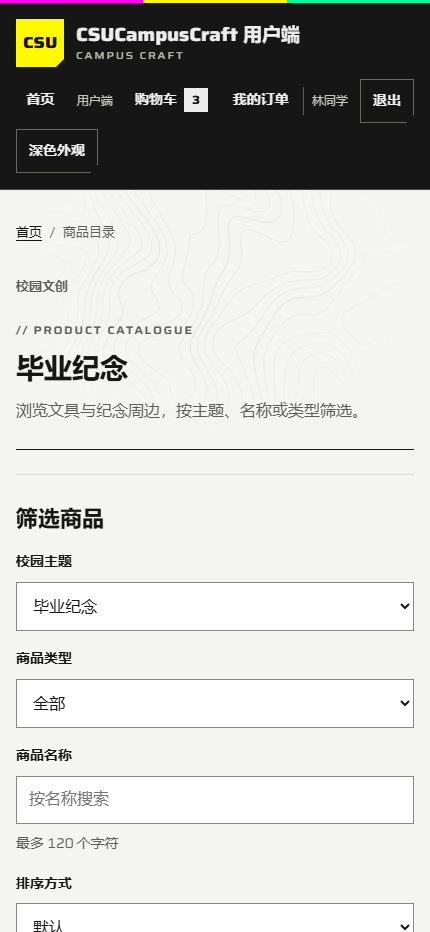 CSU
CSUCampusCraft 用户端
CAMPUS CRAFT
首页 用户端 购物车 3 我的订单 林同学 退出
深色外观
首页 / 商品目录
校园文创
// PRODUCT CATALOGUE
毕业纪念
浏览文具与纪念周边，按主题、名称或类型筛选。
筛选商品
校园主题
毕业纪念
商品类型
全部
商品名称
按名称搜索
最多 120 个字符
排序方式
默认